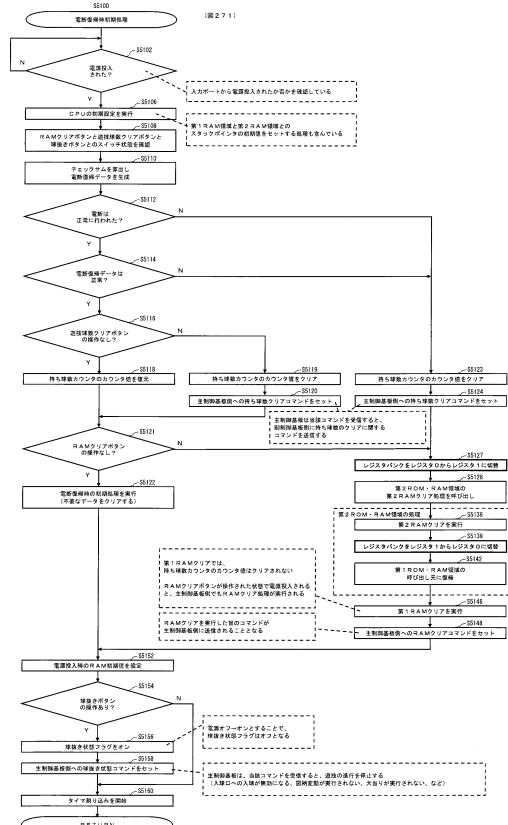 S5100
電断復帰時初期処理
(図271)
S5102
電源投入
された?
N
Y
入力ポートから電源投入されたか否かを確認している
S5106
CPUの初期設定を実行
第1RAM領域と第2RAM領域との
スタックポインタの初期値をセットする処理も含んでいる
S5108
RAMクリアボタンと遊技球数クリアボタンと
球抜きボタンとのスイッチ状態を確認
S5110
チェックサムを算出し
電断復帰データを生成
S5112
電断は
正常に行われた?
N
Y
S5114
電断復帰データは
正常?
N
Y
S5116
遊技球数クリアボタン
の操作なし?
N
Y
S5118
持ち球数カウンタのカウンタ値を復元
S5119
持ち球数カウンタのカウンタ値をクリア
S5120
主制御基板側への持ち球数クリアコマンドをセット
S5123
持ち球数カウンタのカウンタ値をクリア
S5124
主制御基板側への持ち球数クリアコマンドをセット
主制御基板は当該コマンドを受信すると、
副制御基板側に持ち球数のクリアに関する
コマンドを送信する
S5121
RAMクリアボタン
の操作なし?
N
Y
S5122
電断復帰時の初期処理を実行
(不要なデータをクリアする)
S5127
レジスタバンクをレジスタ0からレジスタ1に切替
S5128
第2ROM・RAM領域の
第2RAMクリア処理を呼び出し
第2ROM・RAM領域の処理
S5136
第2RAMクリアを実行
S5139
レジスタバンクをレジスタ1からレジスタ0に切替
S5142
第1ROM・RAM領域の
呼び出し元に復帰
第1RAMクリアでは、
持ち球数カウンタのカウンタ値はクリアされない
RAMクリアボタンが操作された状態で電源投入される
と、主制御基板側でもRAMクリア処理が実行される
S5146
第1RAMクリアを実行
RAMクリアを実行した旨のコマンドが
主制御基板側に送信されることとなる
S5148
主制御基板側へのRAMクリアコマンドをセット
S5152
電源投入時のRAM初期値を設定
S5154
球抜きボタン
の操作あり?
N
Y
電源オフ→オンとすることで、
球抜き状態フラグはオフとなる
S5156
球抜き状態フラグをオン
S5158
主制御基板側への球抜き状態コマンドをセット
主制御基板は、当該コマンドを受信すると、遊技の進行を停止する
(入球口への入球が無効になる、図柄変動が実行されない、大当りが実行されない、など)
S5160
タイマ割り込みを開始
RETURN